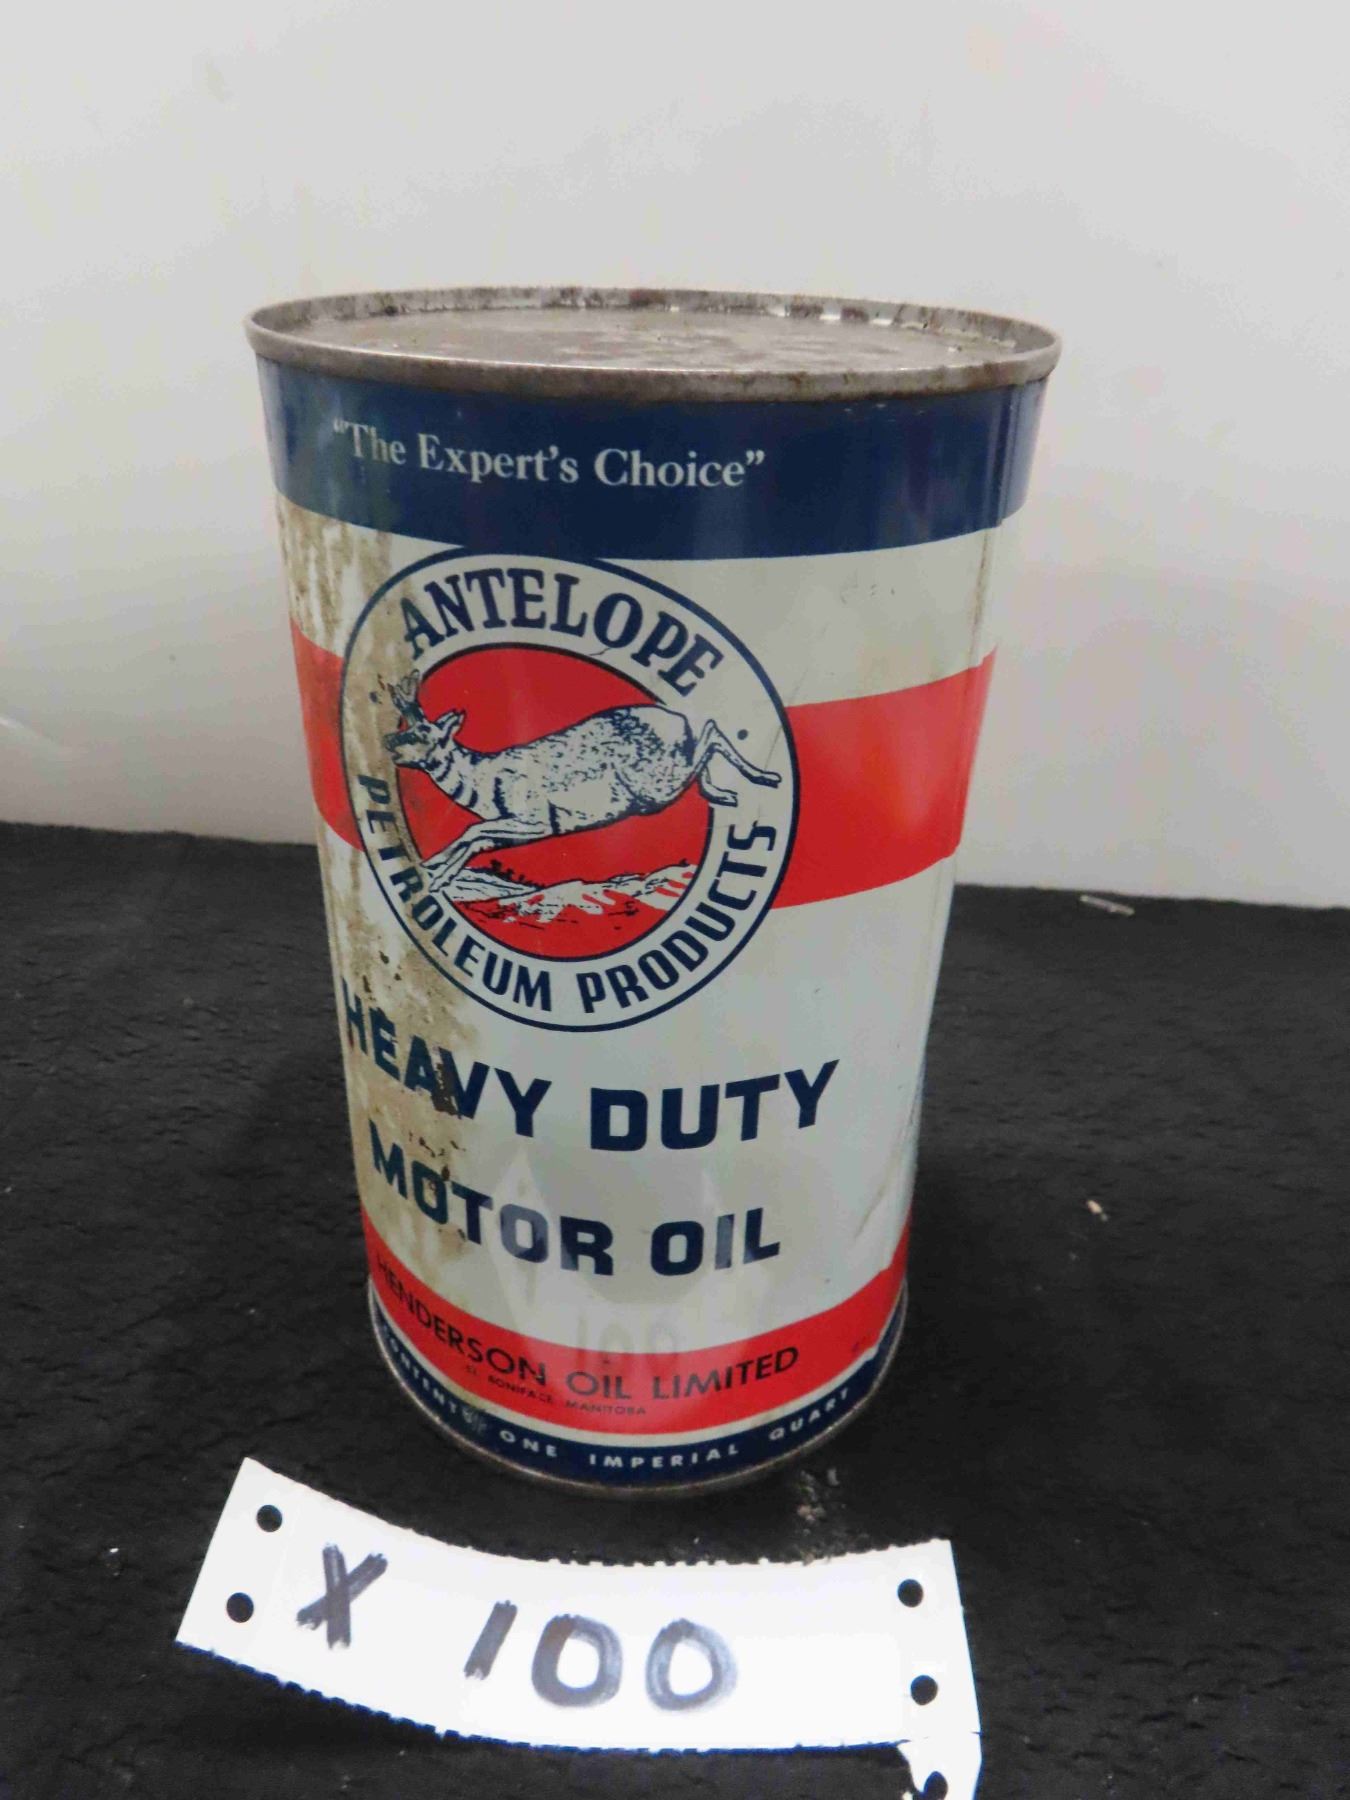 "The Expert's Choice"
ANTELOPE
PETROLEUM PRODUCTS
HEAVY DUTY
MOTOR OIL
HENDERSON OIL LIMITED
ST. BONIFACE MANITOBA
CONTENTS ONE IMPERIAL QUART
X 100